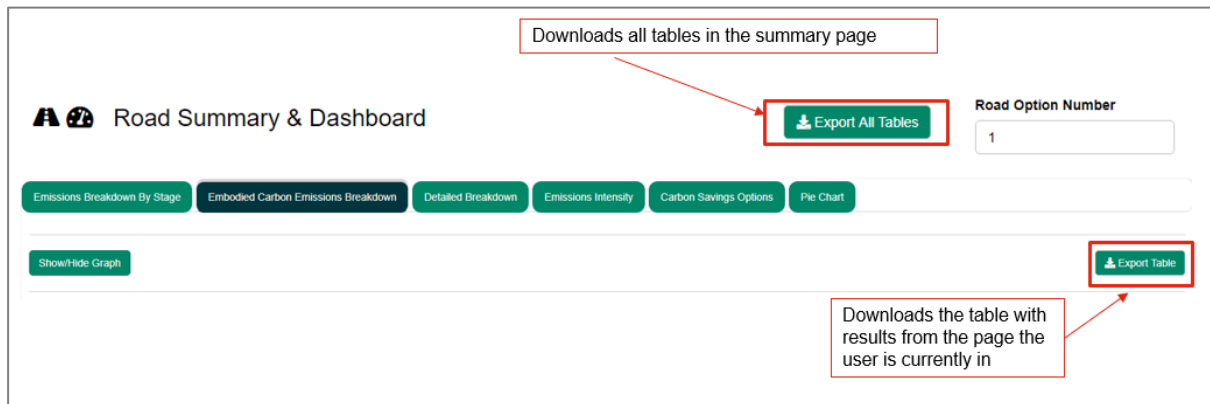 Downloads all tables in the summary page
Road Summary & Dashboard
Export All Tables
Road Option Number
1
Emissions Breakdown By Stage
Embodied Carbon Emissions Breakdown
Detailed Breakdown
Emissions Intensity
Carbon Savings Options
Pie Chart
Show/Hide Graph
Export Table
Downloads the table with
results from the page the
user is currently in